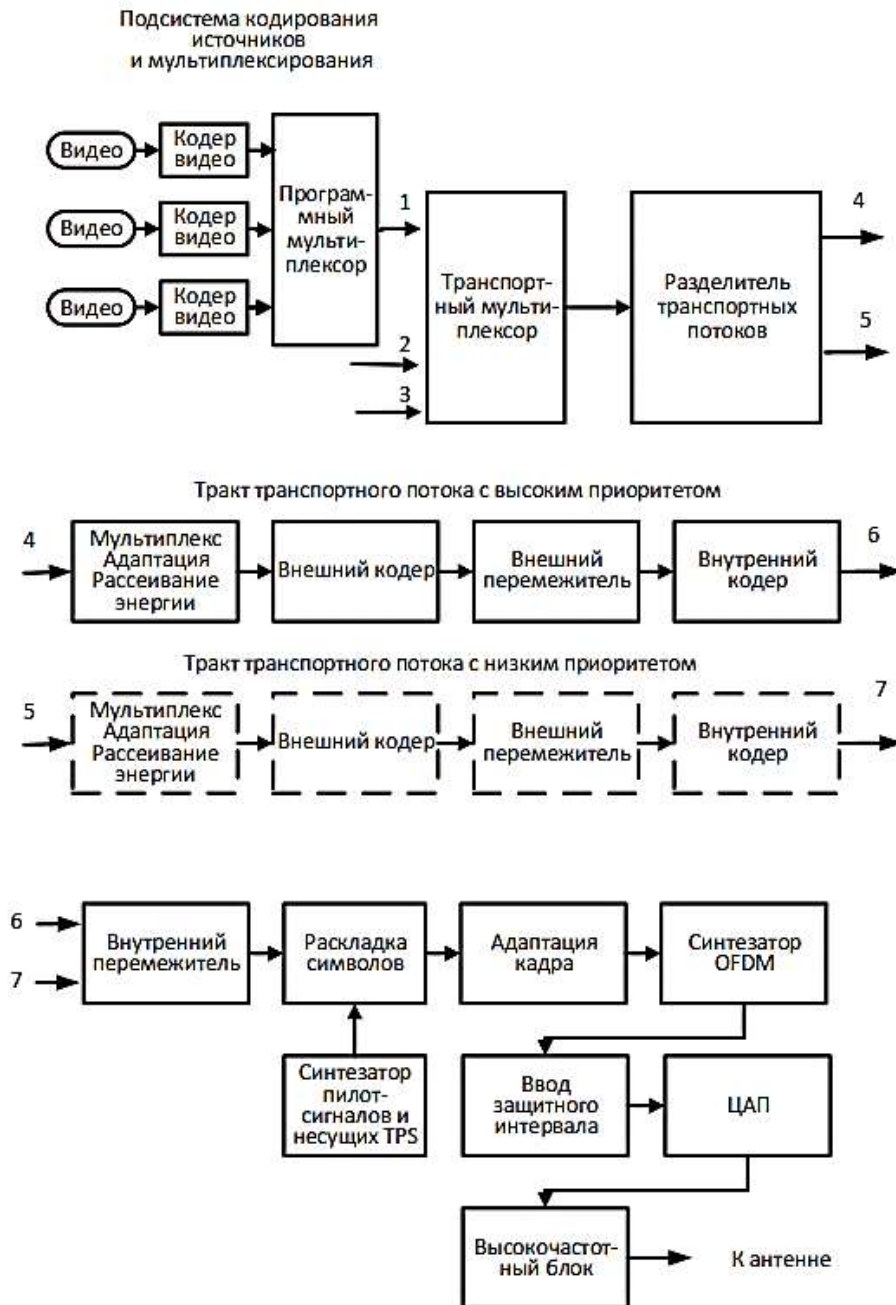 Подсистема кодирования
источников
и мультиплексирования
Видео
Кодер
видео
Видео
Кодер
видео
Видео
Кодер
видео
Програм-
мный
мульти-
плексор
1
2
3
Транспорт-
ный мульти-
плексор
Разделитель
транспортных
потоков
4
5
Тракт транспортного потока с высоким приоритетом
4
Мультиплекс
Адаптация
Рассеивание
энергии
Внешний кодер
Внешний
перемежитель
Внутренний
кодер
6
Тракт транспортного потока с низким приоритетом
5
Мультиплекс
Адаптация
Рассеивание
энергии
Внешний кодер
Внешний
перемежитель
Внутренний
кодер
7
6
7
Внутренний
перемежитель
Раскладка
символов
Адаптация
кадра
Синтезатор
OFDM
Синтезатор
пилот-
сигналов и
несущих TPS
Ввод
защитного
интервала
ЦАП
Высокочастот-
ный блок
К антенне